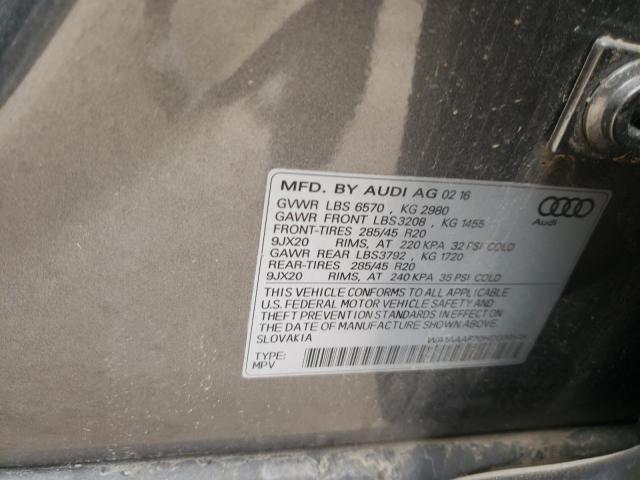 MFD. BY AUDI AG 02 16
GVWR LBS 6570 , KG 2980
GAWR FRONT LBS3208 , KG 1455
FRONT-TIRES 285/45 R20
9JX20 RIMS, AT 220 KPA 32 PSI COLD
GAWR REAR LBS3792 , KG 1720
REAR-TIRES 285/45 R20
9JX20 RIMS, AT 240 KPA 35 PSI COLD
Audi
THIS VEHICLE CONFORMS TO ALL APPLICABLE
U.S. FEDERAL MOTOR VEHICLE SAFETY AND
THEFT PREVENTION STANDARDS IN EFFECT ON
THE DATE OF MANUFACTURE SHOWN ABOVE.
SLOVAKIA
TYPE:
MPV